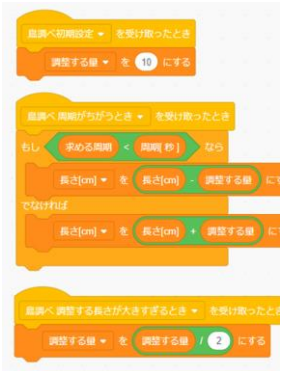 島調べ初期設定 ▼ を受け取ったとき
調整する量 ▼ を 10 にする
島調べ 周期がちがうとき ▼ を受け取ったとき
もし 求める周期 < 周期[秒] なら
長さ[cm] ▼ を 長さ[cm] - 調整する量 にす
でなければ
長さ[cm] ▼ を 長さ[cm] + 調整する量 にす
島調べ 調整する長さが大きすぎるとき ▼ を受け取ったとき
調整する量 ▼ を 調整する量 / 2 にする